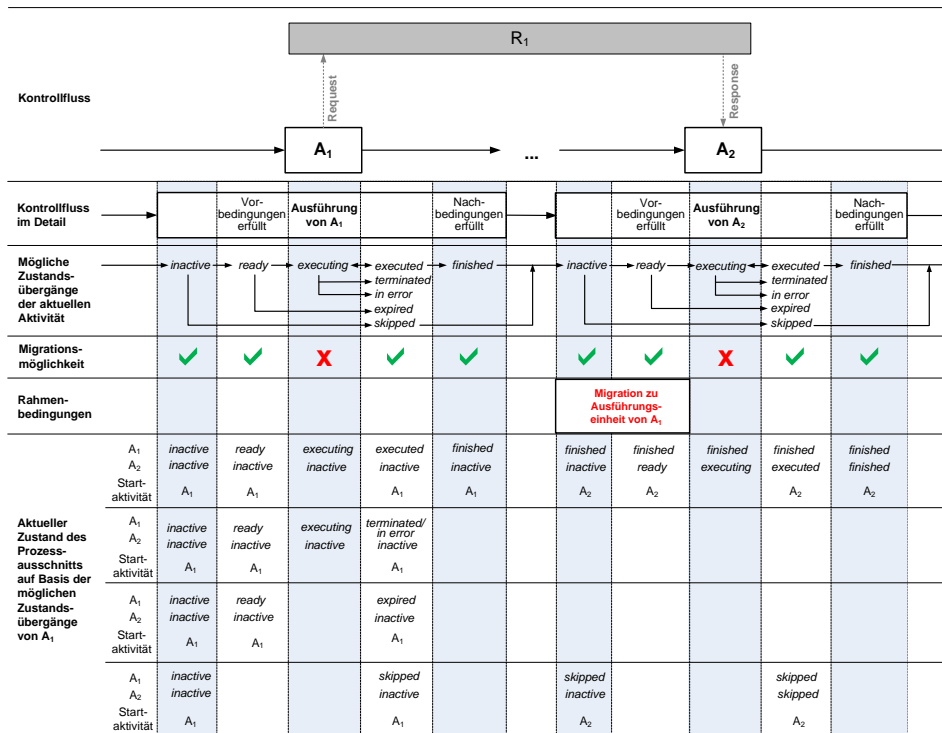 R₁
Request
Response
Kontrollfluss
A₁
...
A₂
Kontrollfluss
im Detail
Vor-
bedingungen
erfüllt
Ausführung
von A₁
Nach-
bedingungen
erfüllt
Vor-
bedingungen
erfüllt
Ausführung
von A₂
Nach-
bedingungen
erfüllt
Mögliche
Zustands-
übergänge
der aktuellen
Aktivität
inactive ready executing executed finished inactive ready executing executed finished
terminated terminated
in error in error
expired expired
skipped skipped
Migrations-
möglichkeit
X X
Rahmen-
bedingungen
Migration zu
Ausführungs-
einheit von A₁
Aktueller
Zustand des
Prozess-
ausschnitts
auf Basis der
möglichen
Zustands-
übergänge
von A₁
A₁ inactive ready executing executed finished finished finished finished finished finished
A₂ inactive inactive inactive inactive inactive inactive ready executing executed finished
Start-
aktivität A₁ A₁ A₁ A₁ A₂ A₂ A₂ A₂
A₁ inactive ready executing terminated/
in error
A₂ inactive inactive inactive inactive
Start-
aktivität A₁ A₁ A₁
A₁ inactive ready expired
A₂ inactive inactive inactive
Start-
aktivität A₁ A₁ A₁
A₁ inactive skipped skipped skipped
A₂ inactive inactive inactive skipped
Start-
aktivität A₁ A₁ A₂ A₂